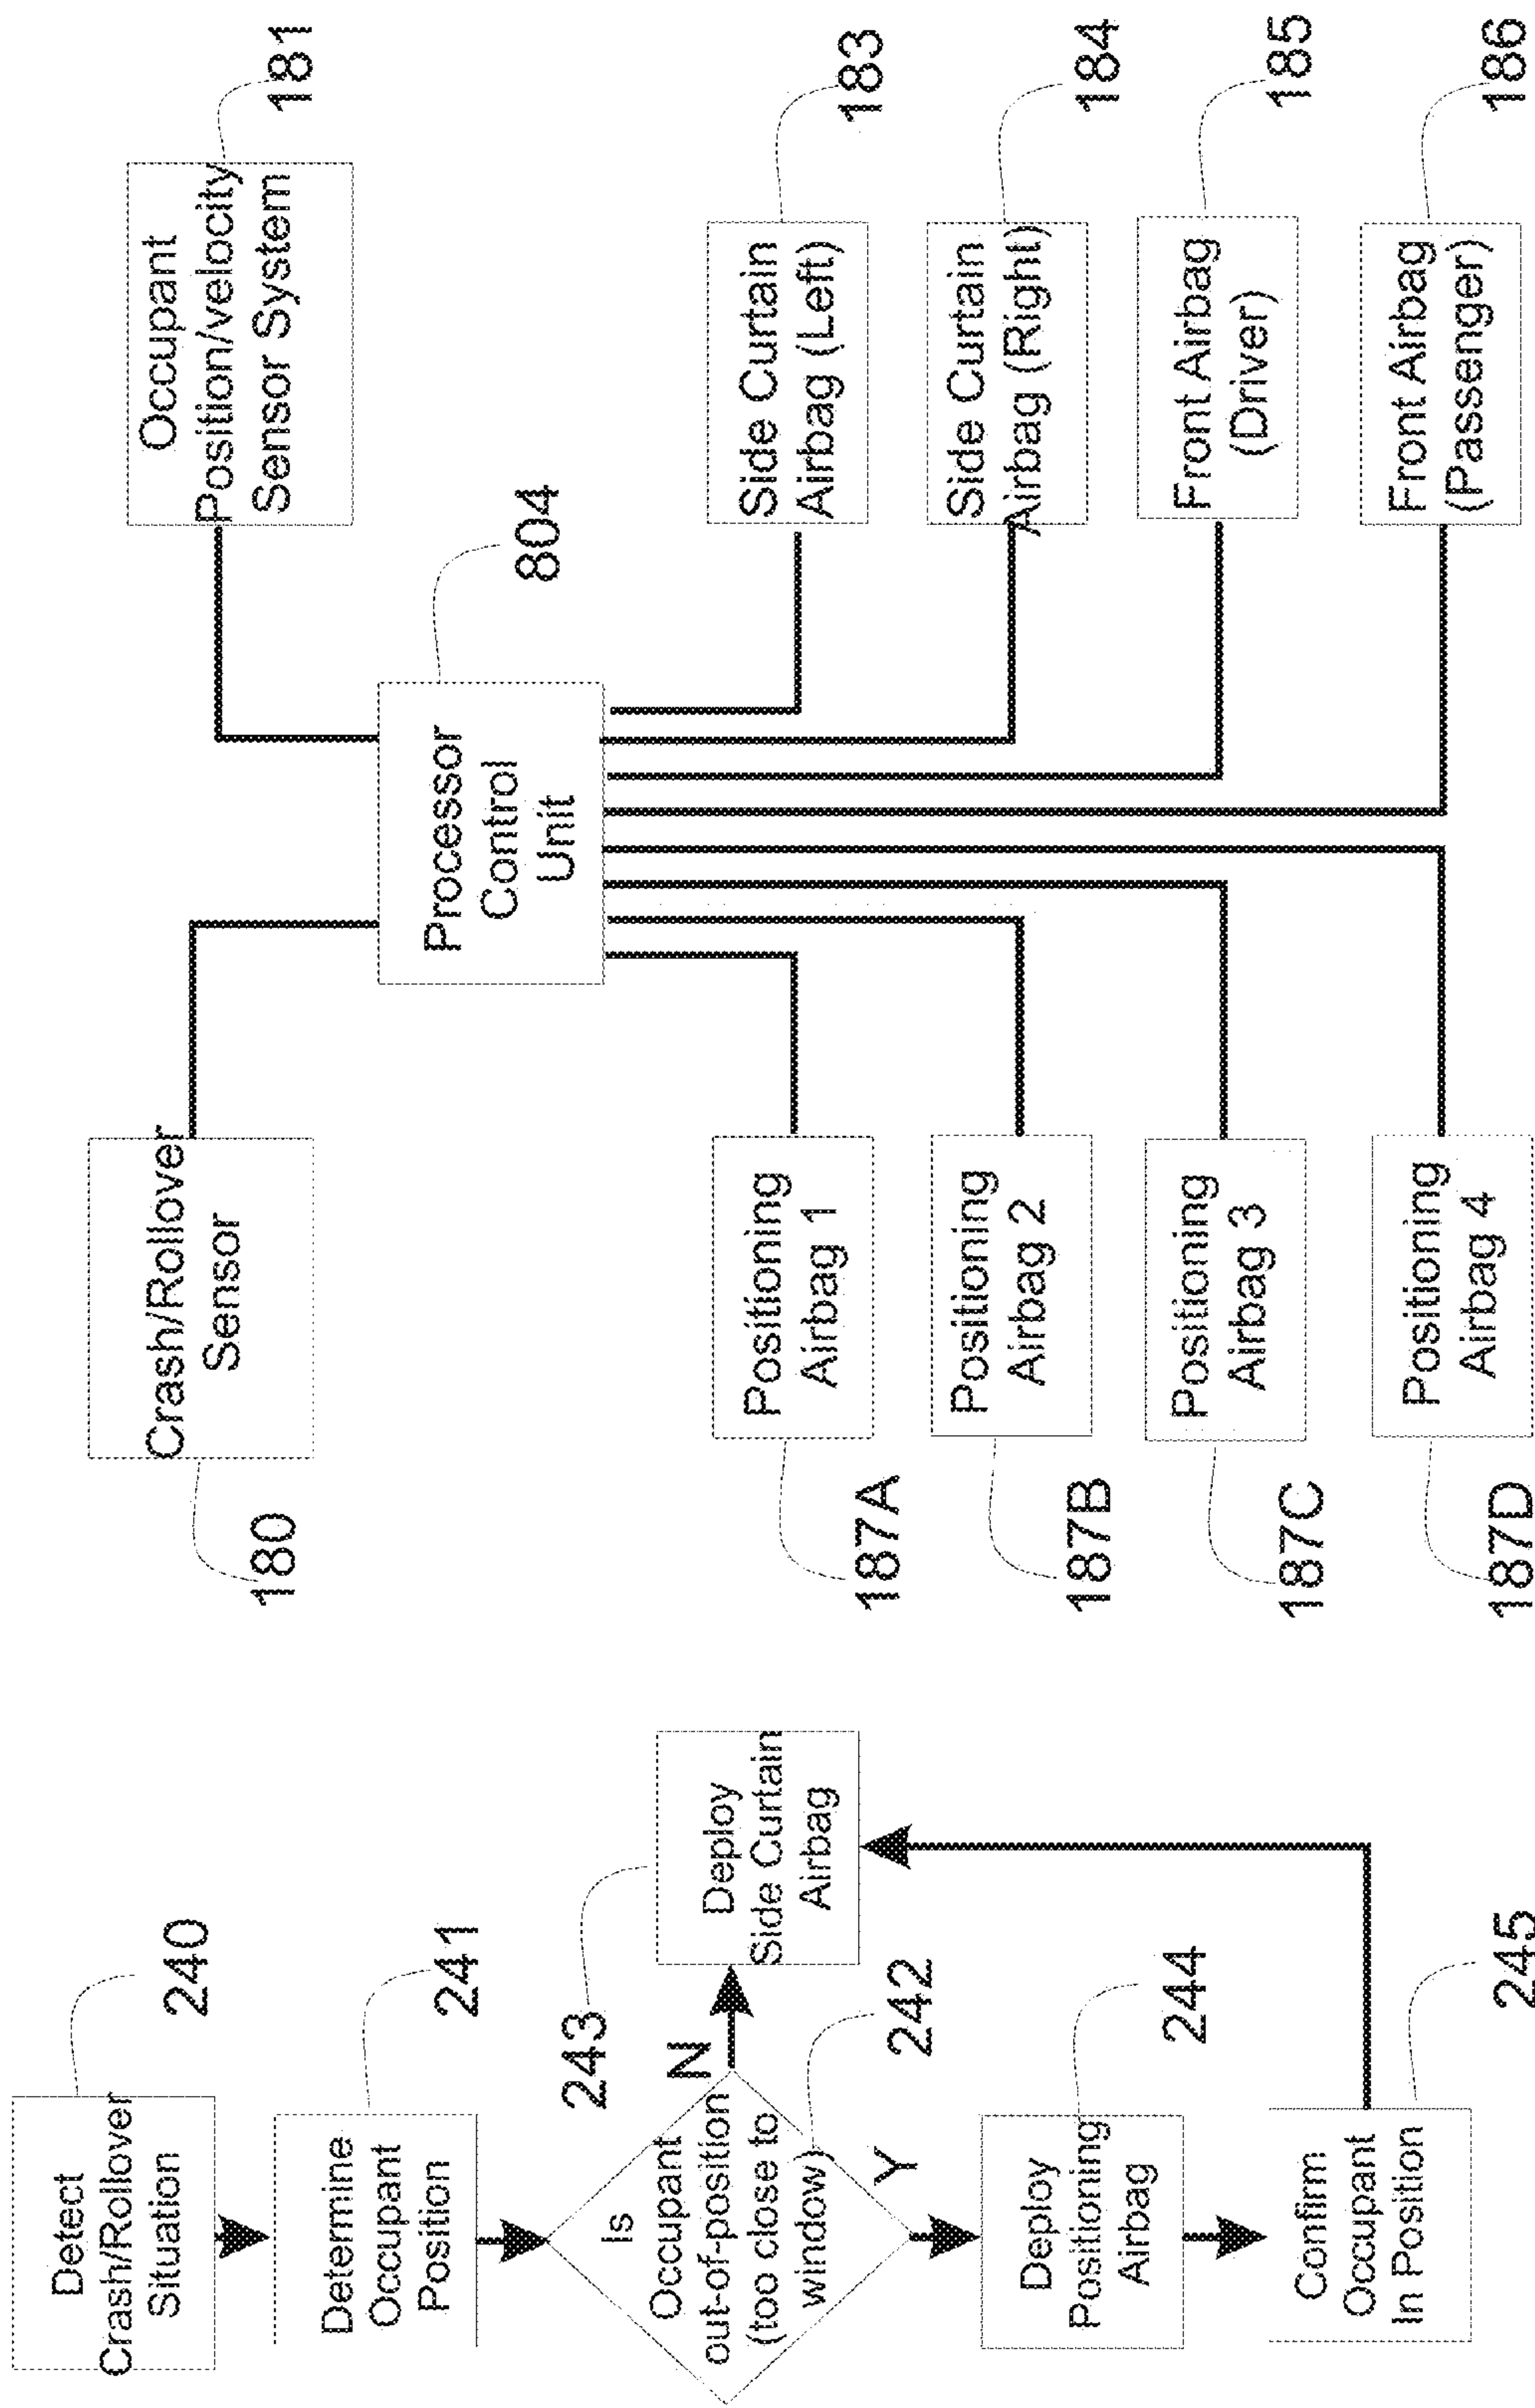 Detect
Crash/Rollover
Situation
240
Determine
Occupant
Position
241
Is
Occupant
out-of-position
(too close to
window)
242
N
Y
243
Deploy
Side Curtain
Airbag
Deploy
Positioning
Airbag
244
Confirm
Occupant
In Position
245
Crash/Rollover
Sensor
180
Occupant
Position/velocity
Sensor System
181
Processor
Control
Unit
804
Positioning
Airbag 1
187A
Positioning
Airbag 2
187B
Positioning
Airbag 3
187C
Positioning
Airbag 4
187D
Side Curtain
Airbag (Left)
183
Side Curtain
Airbag (Right)
184
Front Airbag
(Driver)
185
Front Airbag
(Passenger)
186